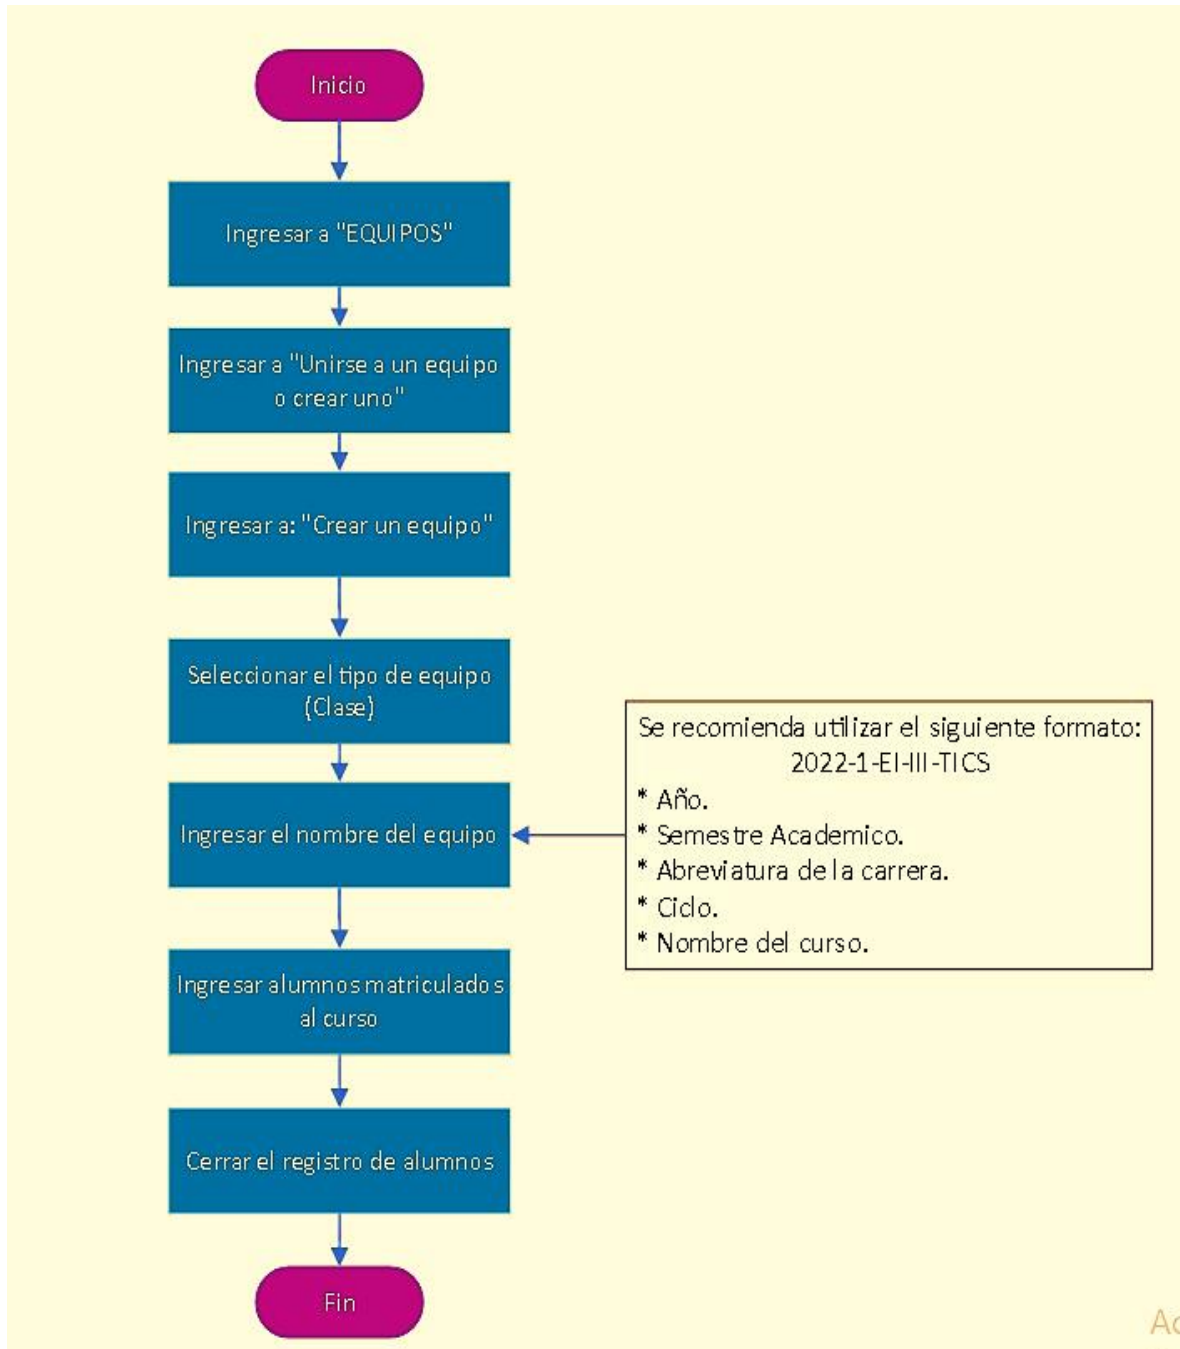 Inicio
Ingresar a "EQUIPOS"
Ingresar a "Unirse a un equipo
o crear uno"
Ingresar a: "Crear un equipo"
Seleccionar el tipo de equipo
{Clase}
Se recomienda utilizar el siguiente formato:
2022-1-EI-III-TICS
* Año.
* Semestre Academico.
* Abreviatura de la carrera.
* Ciclo.
* Nombre del curso.
Ingresar el nombre del equipo
Ingresar alumnos matriculados
al curso
Cerrar el registro de alumnos
Fin